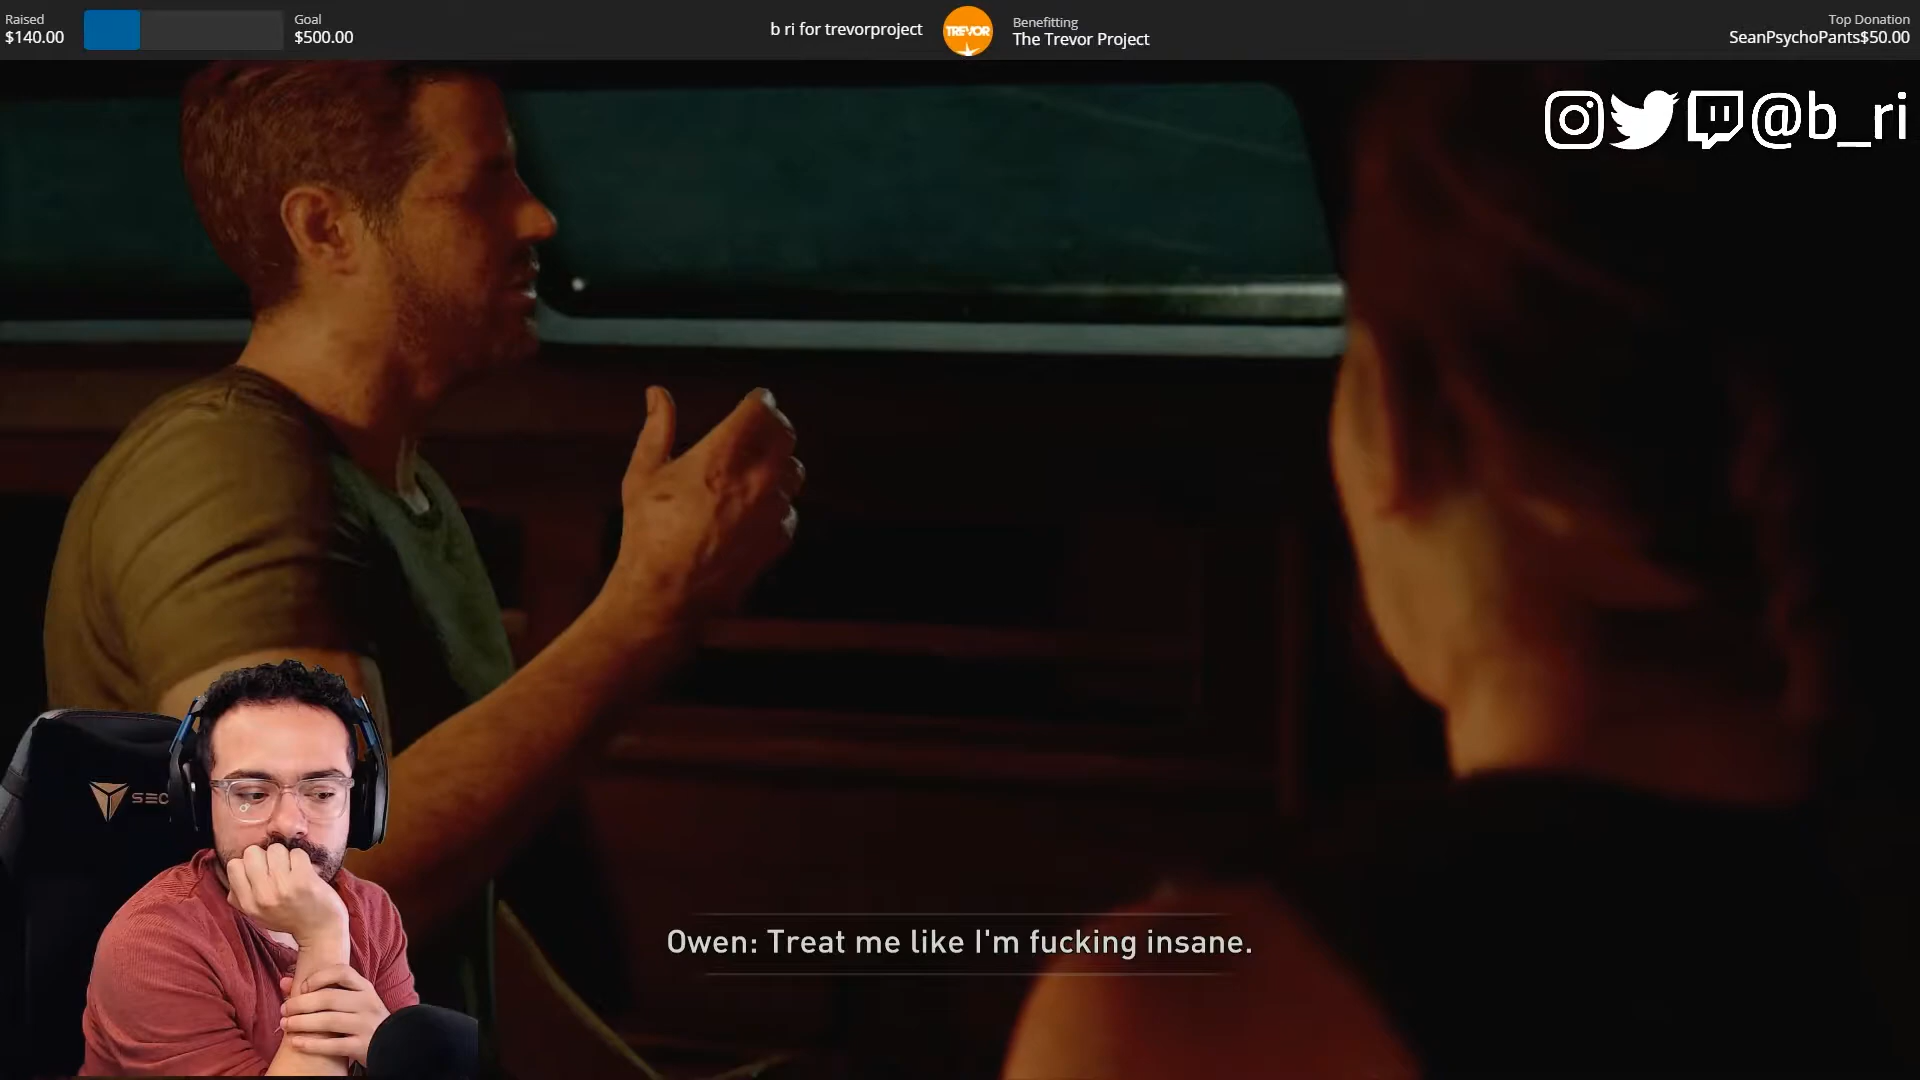 Raised
$140.00
Goal
$500.00
b ri for trevorproject
TREVOR
Benefitting
The Trevor Project
Top Donation
SeanPsychoPants$50.00
@b_ri
SEC
Owen: Treat me like I'm fucking insane.